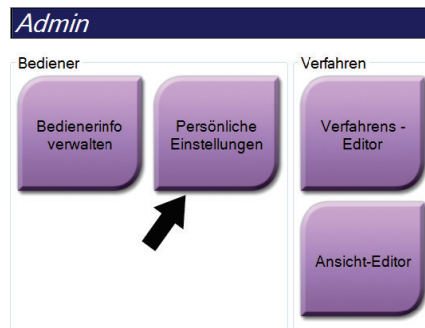 Admin
Bediener
Verfahren
Bedienerinfo
verwalten
Persönliche
Einstellungen
Verfahrens -
Editor
Ansicht-Editor